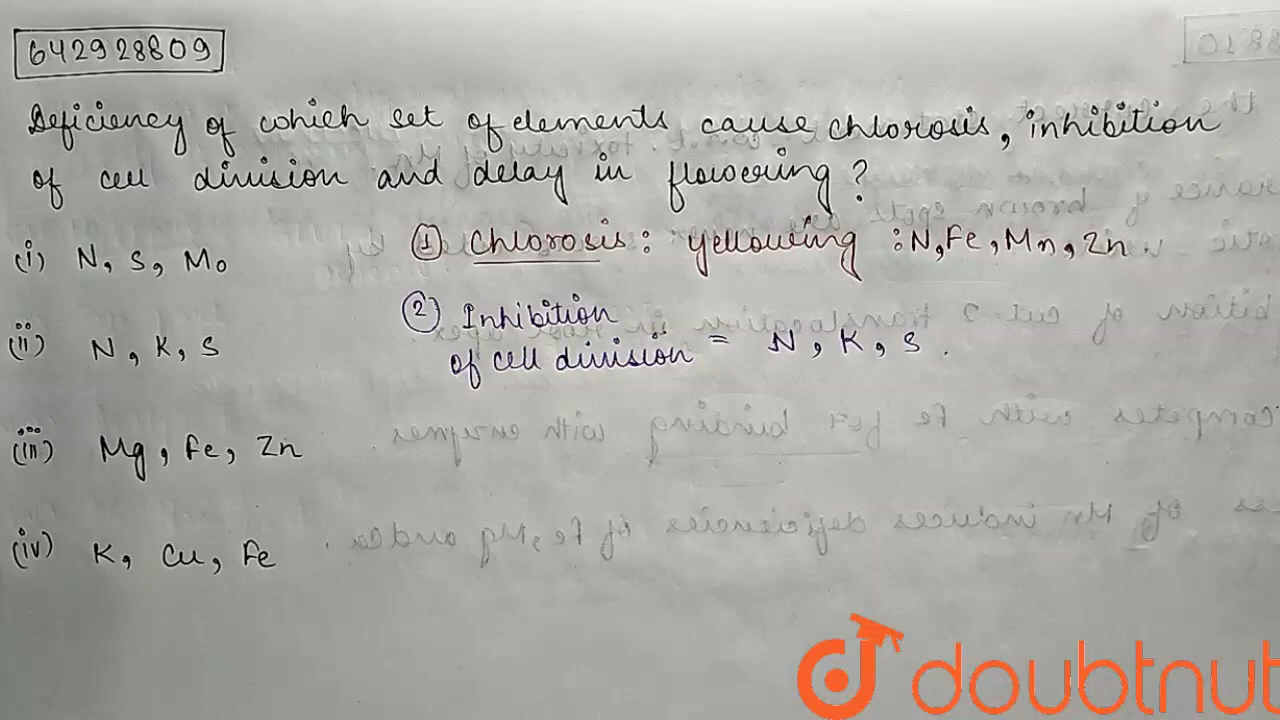 642928809
Deficiency of which set of elements cause chlorosis, inhibition
of cell division and delay in flowering?
(i) N, S, Mo
(ii) N, K, S
(iii) Mg, Fe, Zn
(iv) K, Cu, Fe
① Chlorosis: yellowing : N, Fe, Mn, Zn.
② Inhibition
of cell division = N, K, S.
doubtnut